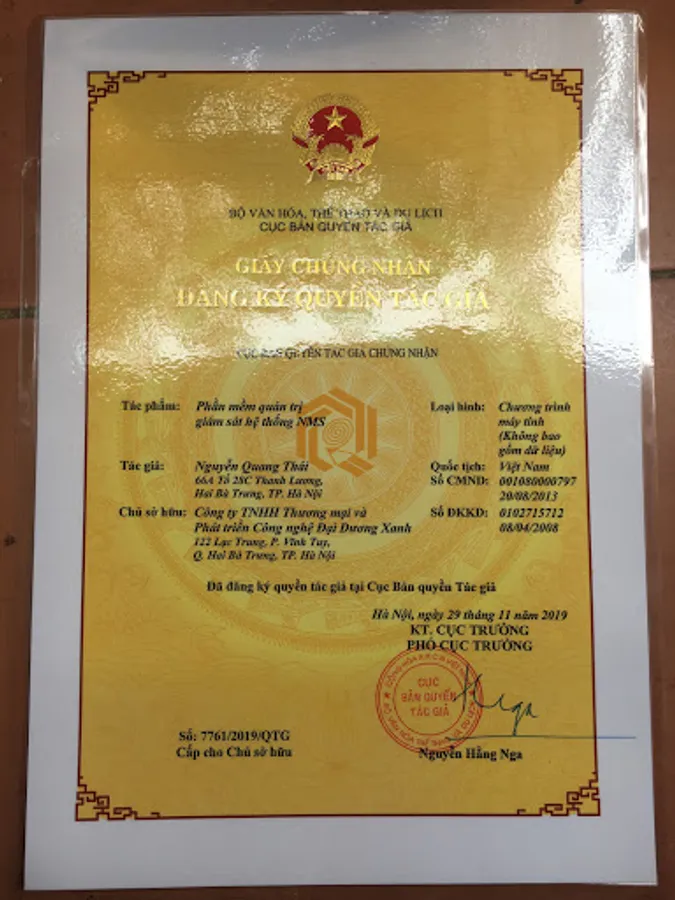 BỘ VĂN HÓA, THỂ THAO VÀ DU LỊCH
CỤC BẢN QUYỀN TÁC GIẢ
GIẤY CHỨNG NHẬN
ĐĂNG KÝ QUYỀN TÁC GIẢ
CỤC BẢN QUYỀN TÁC GIẢ CHỨNG NHẬN
Tác phẩm: Phần mềm quản trị giám sát hệ thống NMS
Loại hình: Chương trình máy tính (Không bao gồm dữ liệu)
Tác giả: Nguyễn Quang Thái
66A Tổ 28C Thanh Lương,
Hai Bà Trưng, TP. Hà Nội
Quốc tịch: Việt Nam
Số CMND: 001080000797
20/08/2013
Chủ sở hữu: Công ty TNHH Thương mại và
Phát triển Công nghệ Đại Dương Xanh
122 Lạc Trung, P. Vĩnh Tuy,
Q. Hai Bà Trưng, TP. Hà Nội
Số ĐKKD: 0102715712
08/04/2008
Đã đăng ký quyền tác giả tại Cục Bản quyền Tác giả
Hà Nội, ngày 29 tháng 11 năm 2019
KT. CỤC TRƯỞNG
PHÓ CỤC TRƯỞNG
CỤC
BẢN QUYỀN
TÁC GIẢ
Số: 7761/2019/QTG
Cấp cho Chủ sở hữu
Nguyễn Hằng Nga